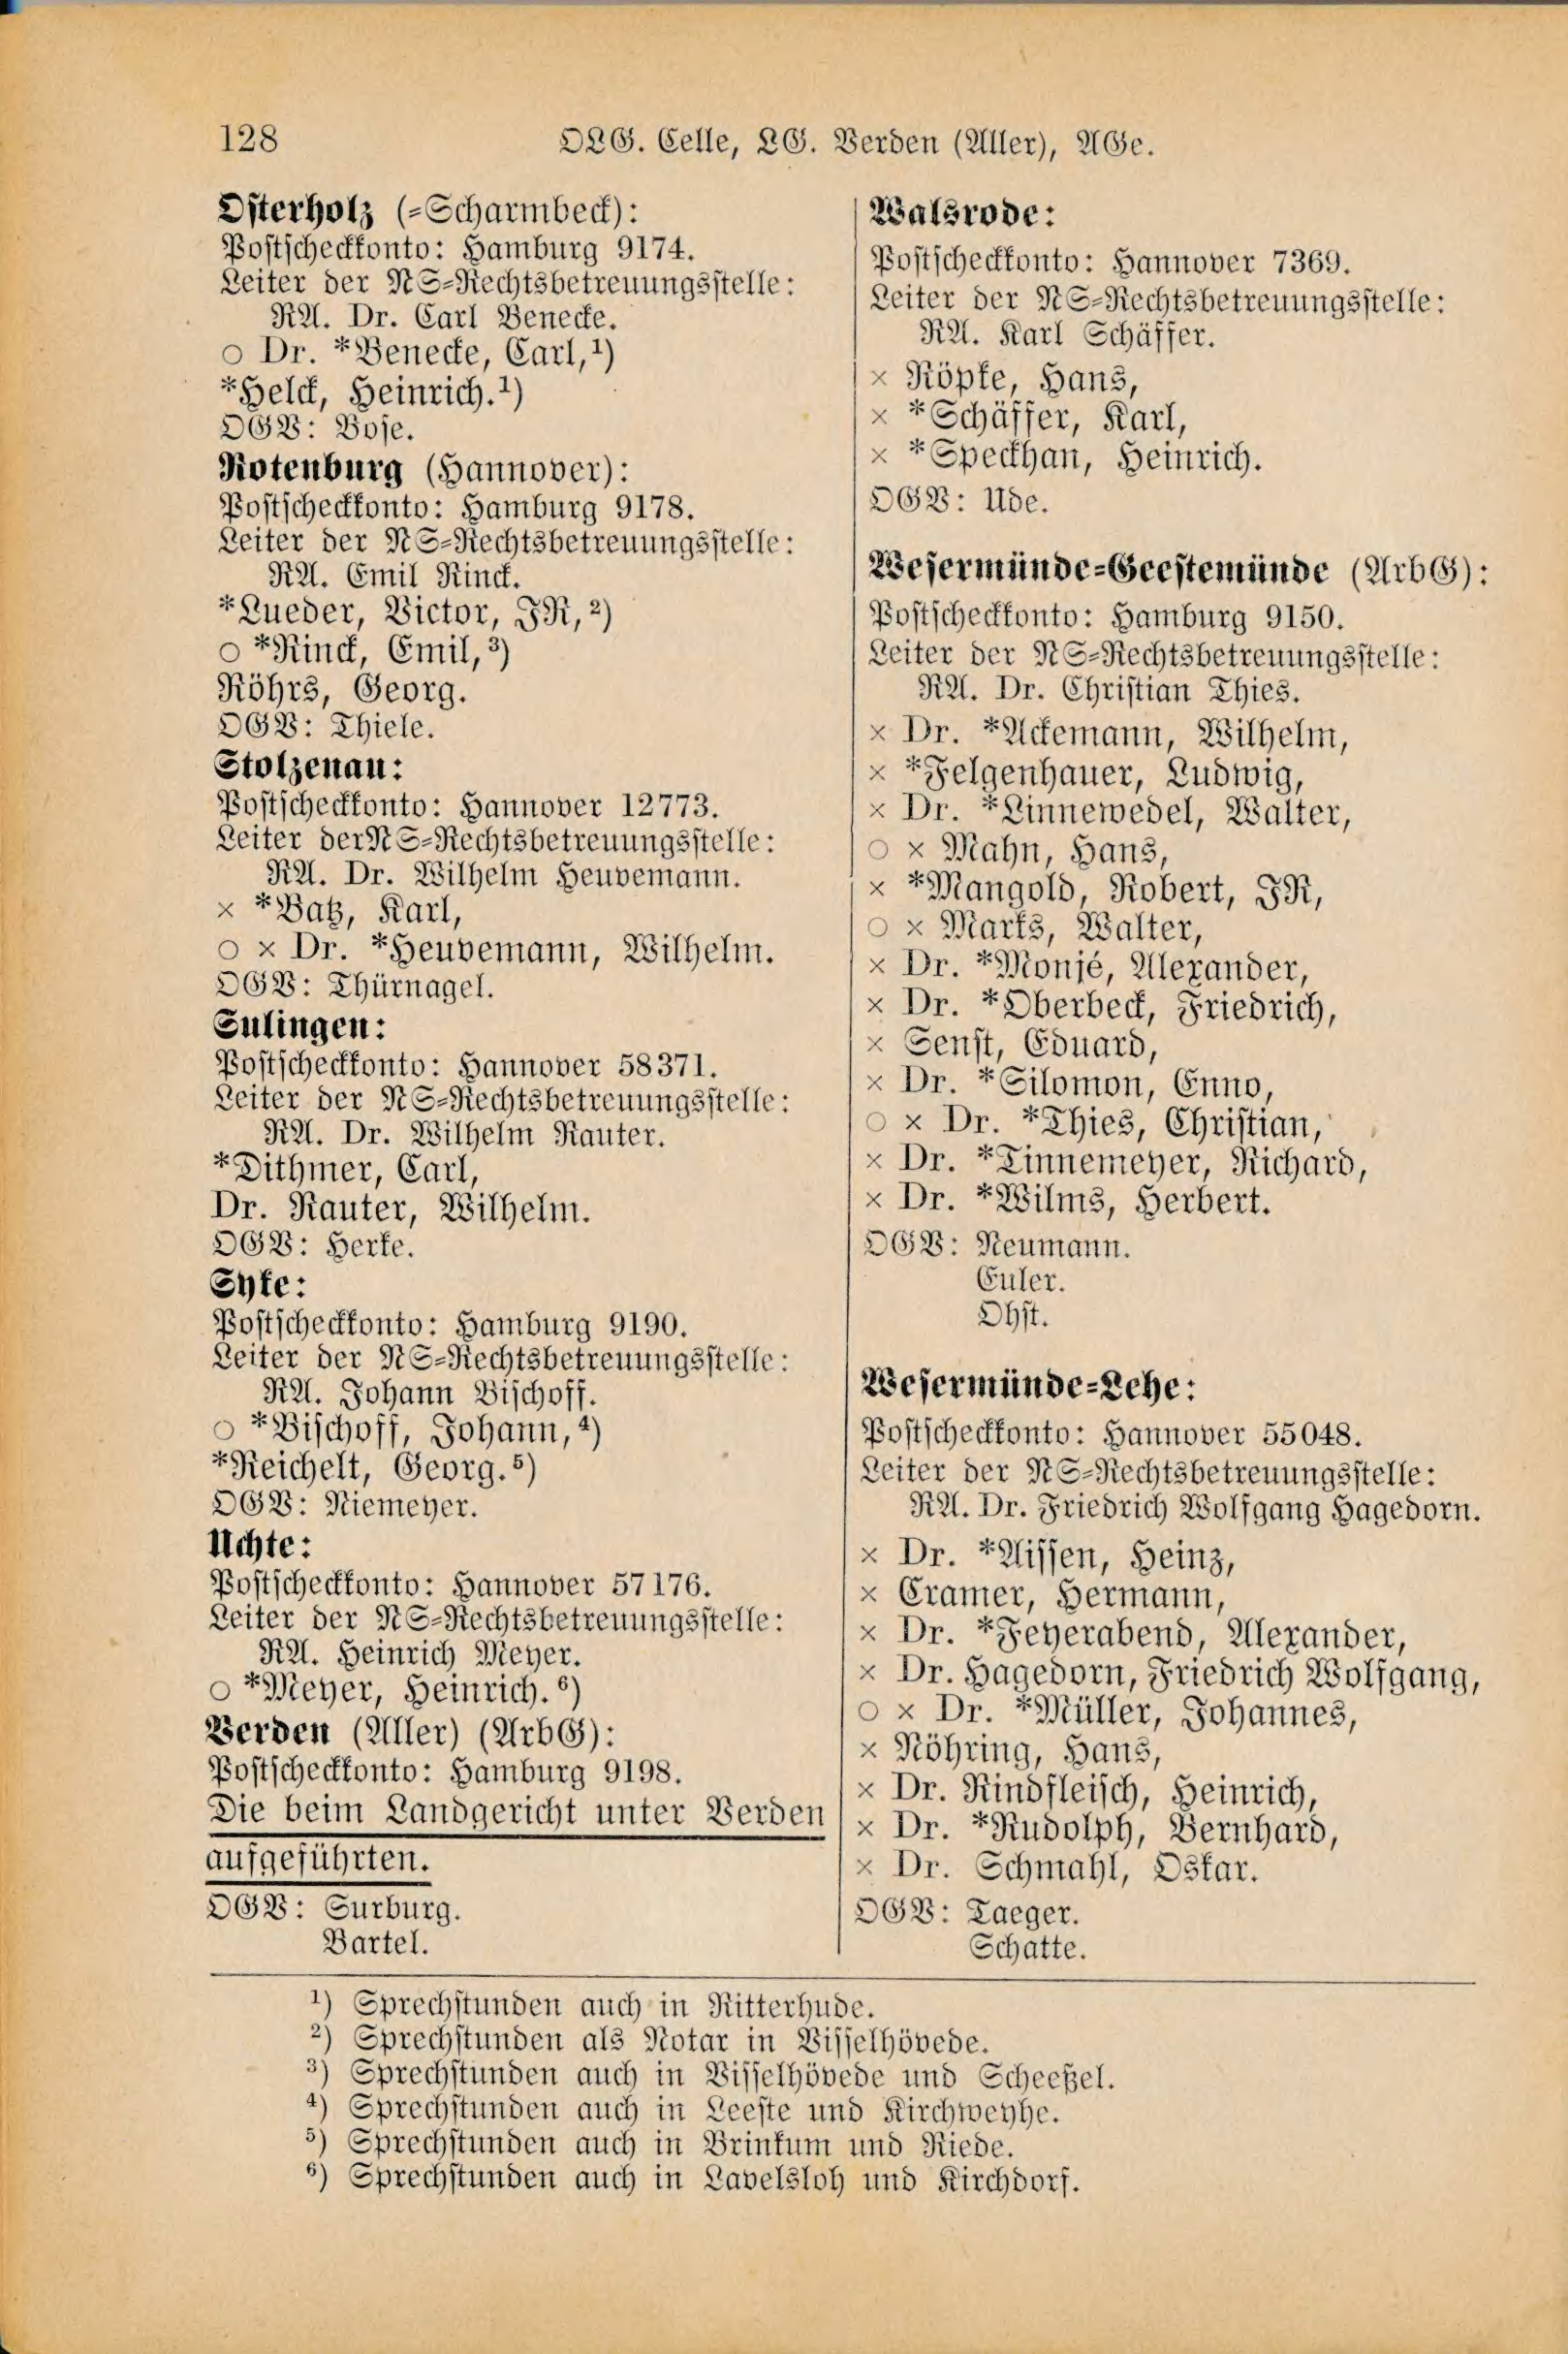 128
OLG. Celle, LG. Verden (Aller), AGe.
Osterholz (=Scharmbeck):
Postscheckkonto: Hamburg 9174.
Leiter der NS=Rechtsbetreuungsstelle:
RA. Dr. Carl Benecke.
○ Dr. *Benecke, Carl,¹)
*Helck, Heinrich.¹)
OGV: Boje.
Rotenburg (Hannover):
Postscheckkonto: Hamburg 9178.
Leiter der NS=Rechtsbetreuungsstelle:
RA. Emil Rinck.
*Lueder, Victor, JR,²)
○ *Rinck, Emil,³)
Röhrs, Georg.
OGV: Thiele.
Stolzenau:
Postscheckkonto: Hannover 12773.
Leiter derNS=Rechtsbetreuungsstelle:
RA. Dr. Wilhelm Heuvemann.
× *Batz, Karl,
○ × Dr. *Heuvemann, Wilhelm.
OGV: Thürnagel.
Sulingen:
Postscheckkonto: Hannover 58371.
Leiter der NS=Rechtsbetreuungsstelle:
RA. Dr. Wilhelm Rauter.
*Dithmer, Carl,
Dr. Rauter, Wilhelm.
OGV: Herke.
Syke:
Postscheckkonto: Hamburg 9190.
Leiter der NS=Rechtsbetreuungsstelle:
RA. Johann Bischoff.
○ *Bischoff, Johann,⁴)
*Reichelt, Georg.⁵)
OGV: Niemeyer.
Uchte:
Postscheckkonto: Hannover 57176.
Leiter der NS=Rechtsbetreuungsstelle:
RA. Heinrich Meyer.
○ *Meyer, Heinrich.⁶)
Verden (Aller) (ArbG):
Postscheckkonto: Hamburg 9198.
Die beim Landgericht unter Verden
aufgeführten.
OGV: Surburg.
Bartel.
Walsrode:
Postscheckkonto: Hannover 7369.
Leiter der NS=Rechtsbetreuungsstelle:
RA. Karl Schäffer.
× Röpke, Hans,
× *Schäffer, Karl,
× *Speckhan, Heinrich.
OGV: Ude.
Wesermünde=Geestemünde (ArbG):
Postscheckkonto: Hamburg 9150.
Leiter der NS=Rechtsbetreuungsstelle:
RA. Dr. Christian Thies.
× Dr. *Ackemann, Wilhelm,
× *Felgenhauer, Ludwig,
× Dr. *Linnewedel, Walter,
○ × Mahn, Hans,
× *Mangold, Robert, JR,
○ × Marks, Walter,
× Dr. *Monjé, Alexander,
× Dr. *Oberbeck, Friedrich,
× Senst, Eduard,
× Dr. *Silomon, Enno,
○ × Dr. *Thies, Christian,
× Dr. *Tinnemeyer, Richard,
× Dr. *Wilms, Herbert.
OGV: Neumann.
Euler.
Ohst.
Wesermünde=Lehe:
Postscheckkonto: Hannover 55048.
Leiter der NS=Rechtsbetreuungsstelle:
RA. Dr. Friedrich Wolfgang Hagedorn.
× Dr. *Aissen, Heinz,
× Cramer, Hermann,
× Dr. *Feyerabend, Alexander,
× Dr. Hagedorn, Friedrich Wolfgang,
○ × Dr. *Müller, Johannes,
× Nöhring, Hans,
× Dr. Rindfleisch, Heinrich,
× Dr. *Rudolph, Bernhard,
× Dr. Schmahl, Oskar.
OGV: Taeger.
Schatte.
¹) Sprechstunden auch in Ritterhude.
²) Sprechstunden als Notar in Visselhövede.
³) Sprechstunden auch in Visselhövede und Scheeßel.
⁴) Sprechstunden auch in Leeste und Kirchweyhe.
⁵) Sprechstunden auch in Brinkum und Riede.
⁶) Sprechstunden auch in Lavelsloh und Kirchdorf.